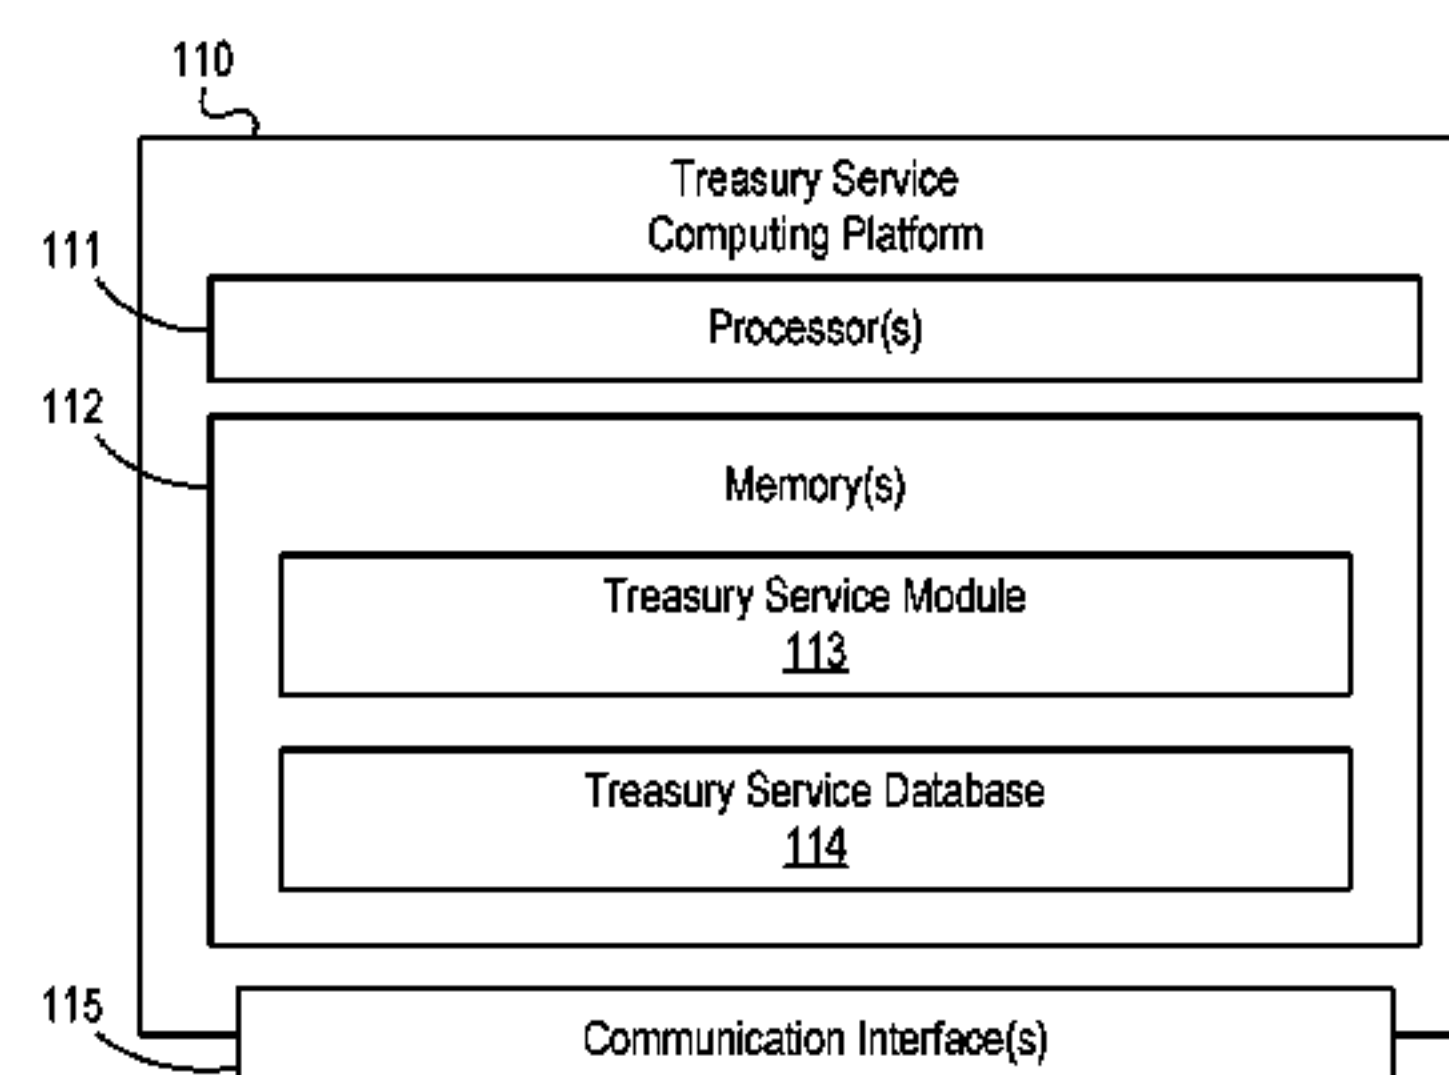 110
Treasury Service
Computing Platform
111
Processor(s)
112
Memory(s)
Treasury Service Module
113
Treasury Service Database
114
115
Communication Interface(s)